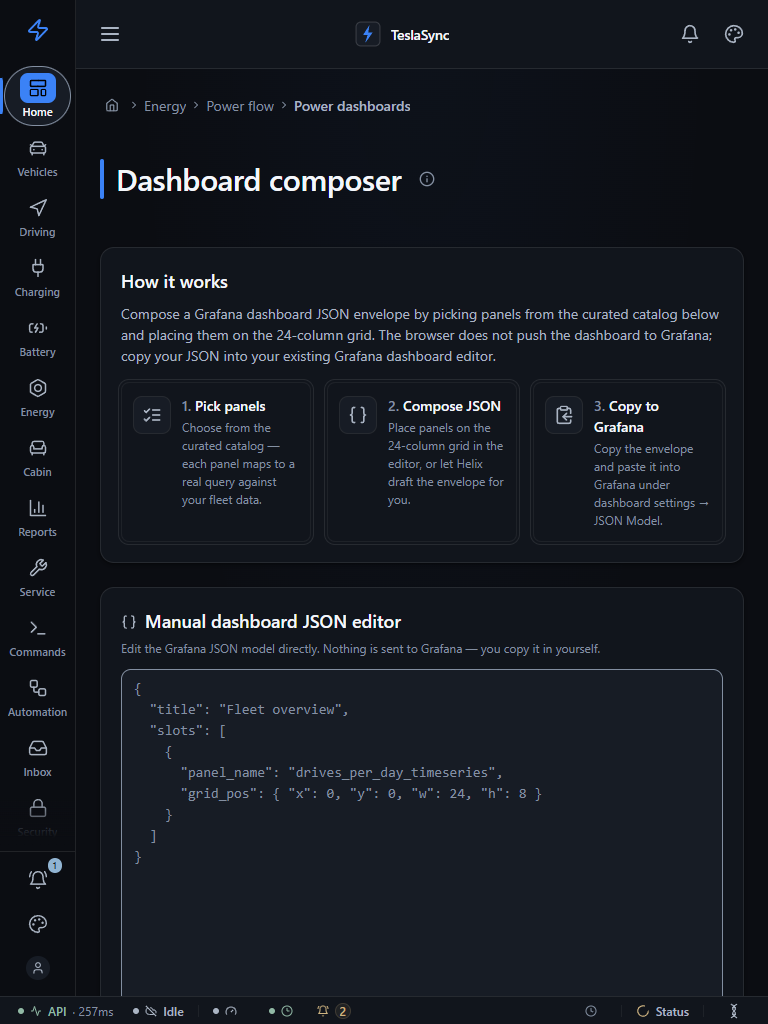 TeslaSync
Home
Vehicles
Driving
Charging
Battery
Energy
Cabin
Reports
Service
Commands
Automation
Inbox
Security
1
Energy
Power flow
Power dashboards
Dashboard composer
How it works
Compose a Grafana dashboard JSON envelope by picking panels from the curated catalog below
and placing them on the 24-column grid. The browser does not push the dashboard to Grafana;
copy your JSON into your existing Grafana dashboard editor.
1. Pick panels
Choose from the
curated catalog —
each panel maps to a
real query against
your fleet data.
2. Compose JSON
Place panels on the
24-column grid in the
editor, or let Helix
draft the envelope for
you.
3. Copy to
Grafana
Copy the envelope
and paste it into
Grafana under
dashboard settings →
JSON Model.
{} Manual dashboard JSON editor
Edit the Grafana JSON model directly. Nothing is sent to Grafana — you copy it in yourself.
{
  "title": "Fleet overview",
  "slots": [
    {
      "panel_name": "drives_per_day_timeseries",
      "grid_pos": { "x": 0, "y": 0, "w": 24, "h": 8 }
    }
  ]
}
API · 257ms
Idle
2
Status